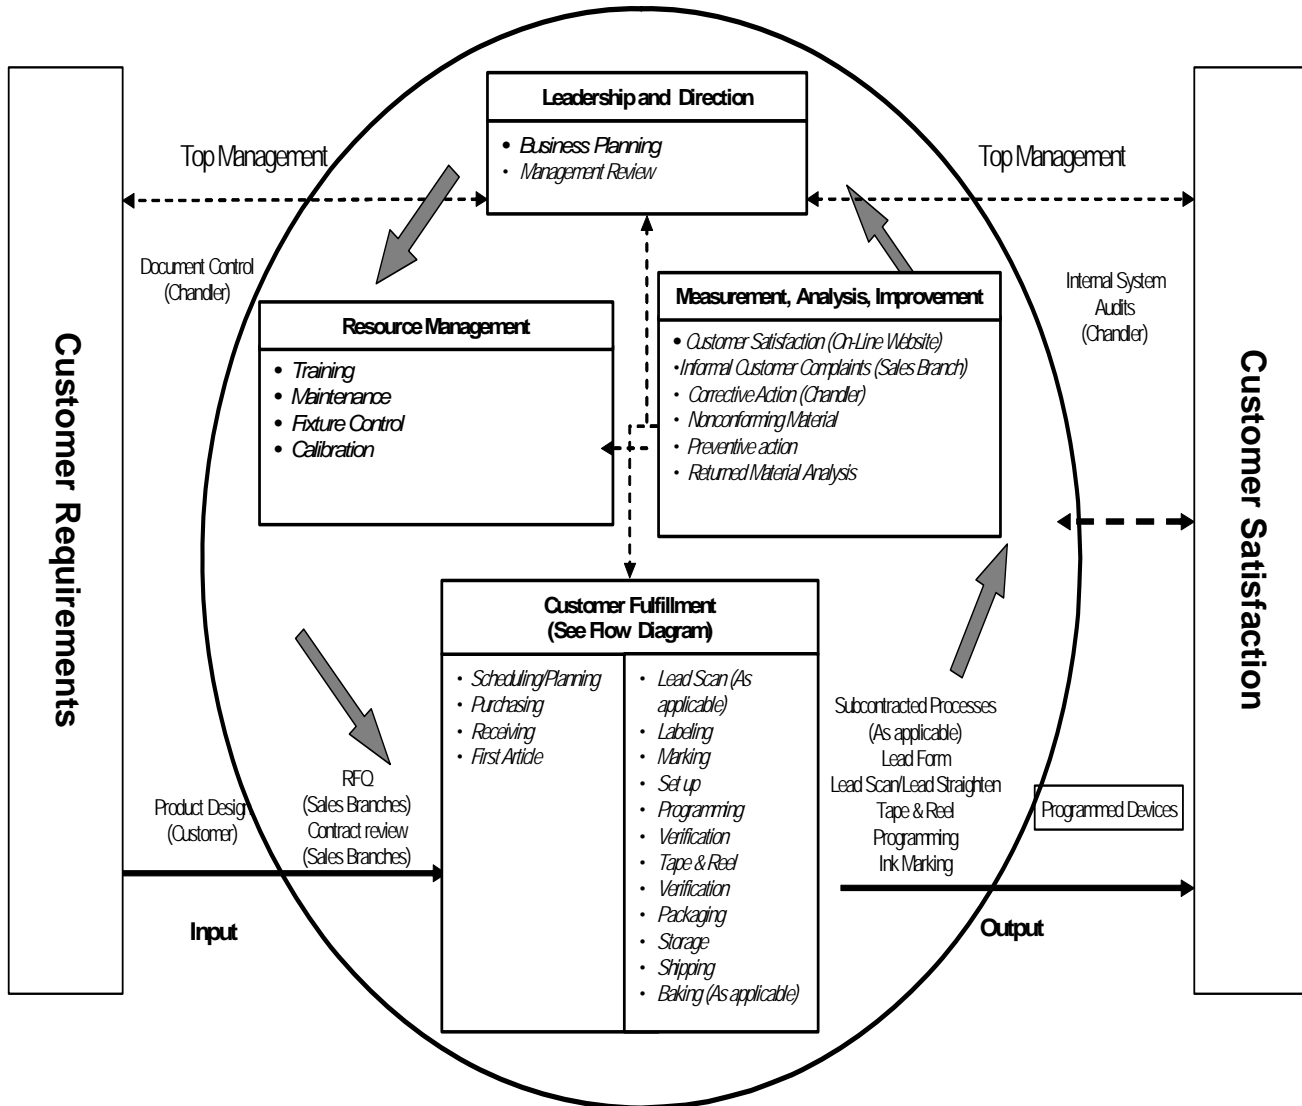 Leadership and Direction
• Business Planning
• Management Review
Top Management
Top Management
Document Control
(Chandler)
Internal System
Audits
(Chandler)
Customer Requirements
Customer Satisfaction
Resource Management
• Training
• Maintenance
• Fixture Control
• Calibration
Measurement, Analysis, Improvement
• Customer Satisfaction (On-Line Website)
• Informal Customer Complaints (Sales Branch)
• Corrective Action (Chandler)
• Nonconforming Material
• Preventive action
• Returned Material Analysis
Customer Fulfillment
(See Flow Diagram)
• Scheduling/Planning
• Purchasing
• Receiving
• First Article
• Lead Scan (As
applicable)
• Labeling
• Marking
• Set up
• Programming
• Verification
• Tape & Reel
• Verification
• Packaging
• Storage
• Shipping
• Baking (As applicable)
Product Design
(Customer)
RFQ
(Sales Branches)
Contract review
(Sales Branches)
Input
Subcontracted Processes
(As applicable)
Lead Form
Lead Scan/Lead Straighten
Tape & Reel
Programming
Ink Marking
Programmed Devices
Output